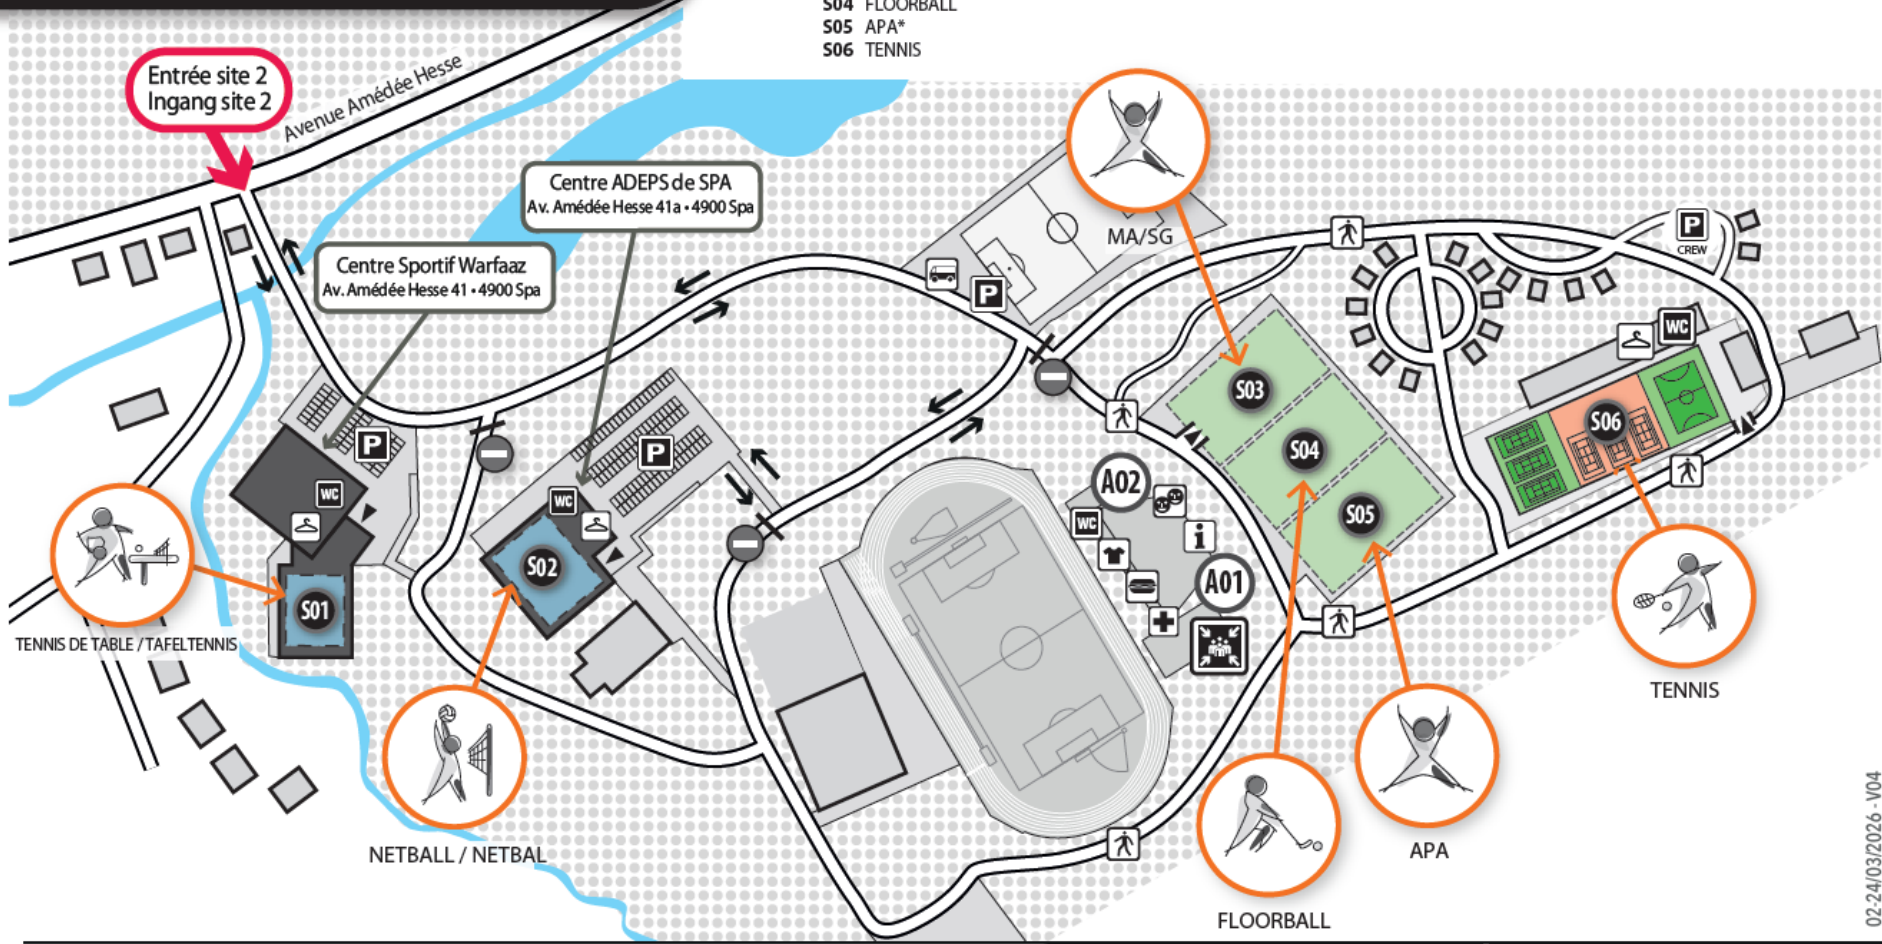 S04 FLOORBALL
S05 APA*
S06 TENNIS
Entrée site 2
Ingang site 2
Avenue Amédée Hesse
Centre ADEPS de SPA
Av. Amédée Hesse 41a • 4900 Spa
Centre Sportif Warfaaz
Av. Amédée Hesse 41 • 4900 Spa
MA/SG
P
CREW
P
WC
S03
S06
S04
P
P
WC
WC
S02
A02
WC
i
S05
A01
S01
TENNIS DE TABLE / TAFELTENNIS
TENNIS
NETBALL / NETBAL
APA
FLOORBALL
02-24/03/2026 - V04